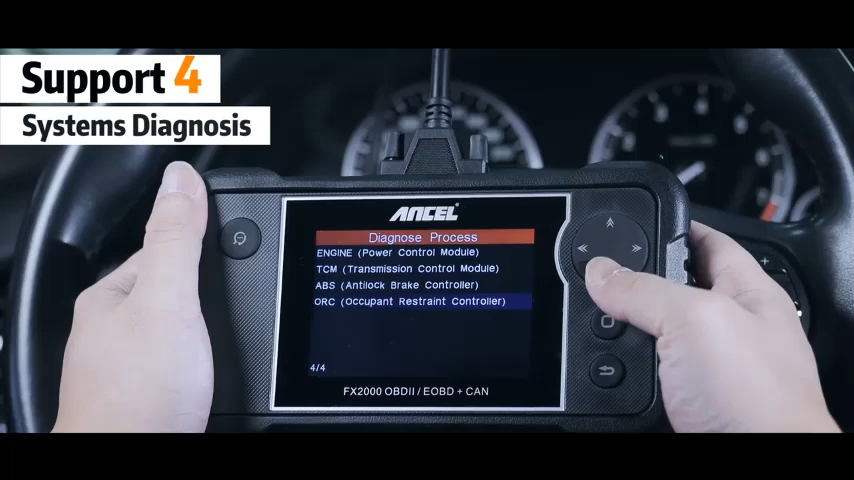 Support 4
Systems Diagnosis
ANCEL
Diagnose Process
ENGINE (Power Control Module)
TCM (Transmission Control Module)
ABS (Antilock Brake Controller)
ORC (Occupant Restraint Controller)
4/4
FX2000 OBDII / EOBD + CAN